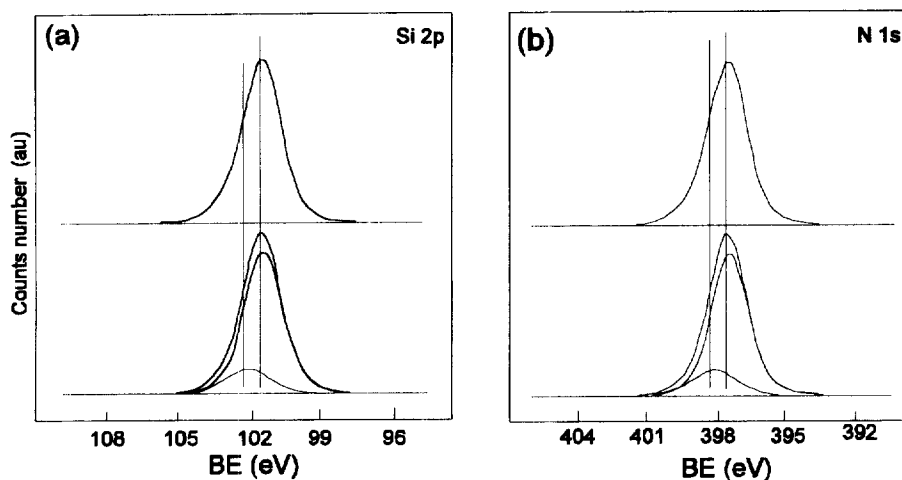 (a)
Si 2p
Counts number (au)
108 105 102 99 96
BE (eV)
(b)
N 1s
404 401 398 395 392
BE (eV)